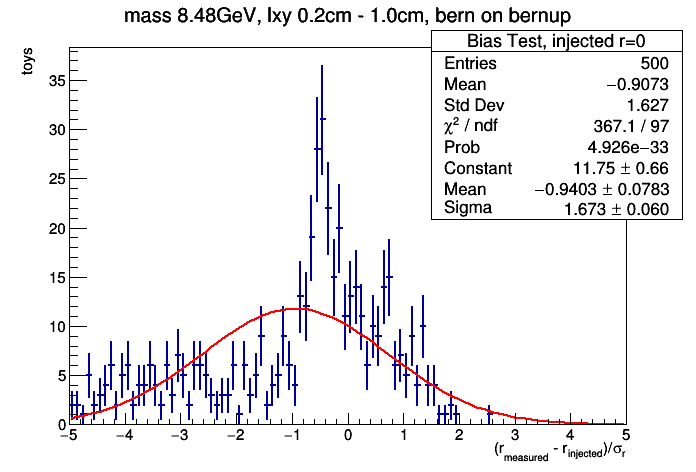 mass 8.48GeV, lxy 0.2cm - 1.0cm, bern on bernup
Bias Test, injected r=0
Entries 500
Mean −0.9073
Std Dev 1.627
χ² / ndf 367.1 / 97
Prob 4.926e−33
Constant 11.75 ± 0.66
Mean −0.9403 ± 0.0783
Sigma 1.673 ± 0.060
toys
35
30
25
20
15
10
5
0
−5 −4 −3 −2 −1 0 1 2 3 4 5
(r_measured - r_injected)/σ_r